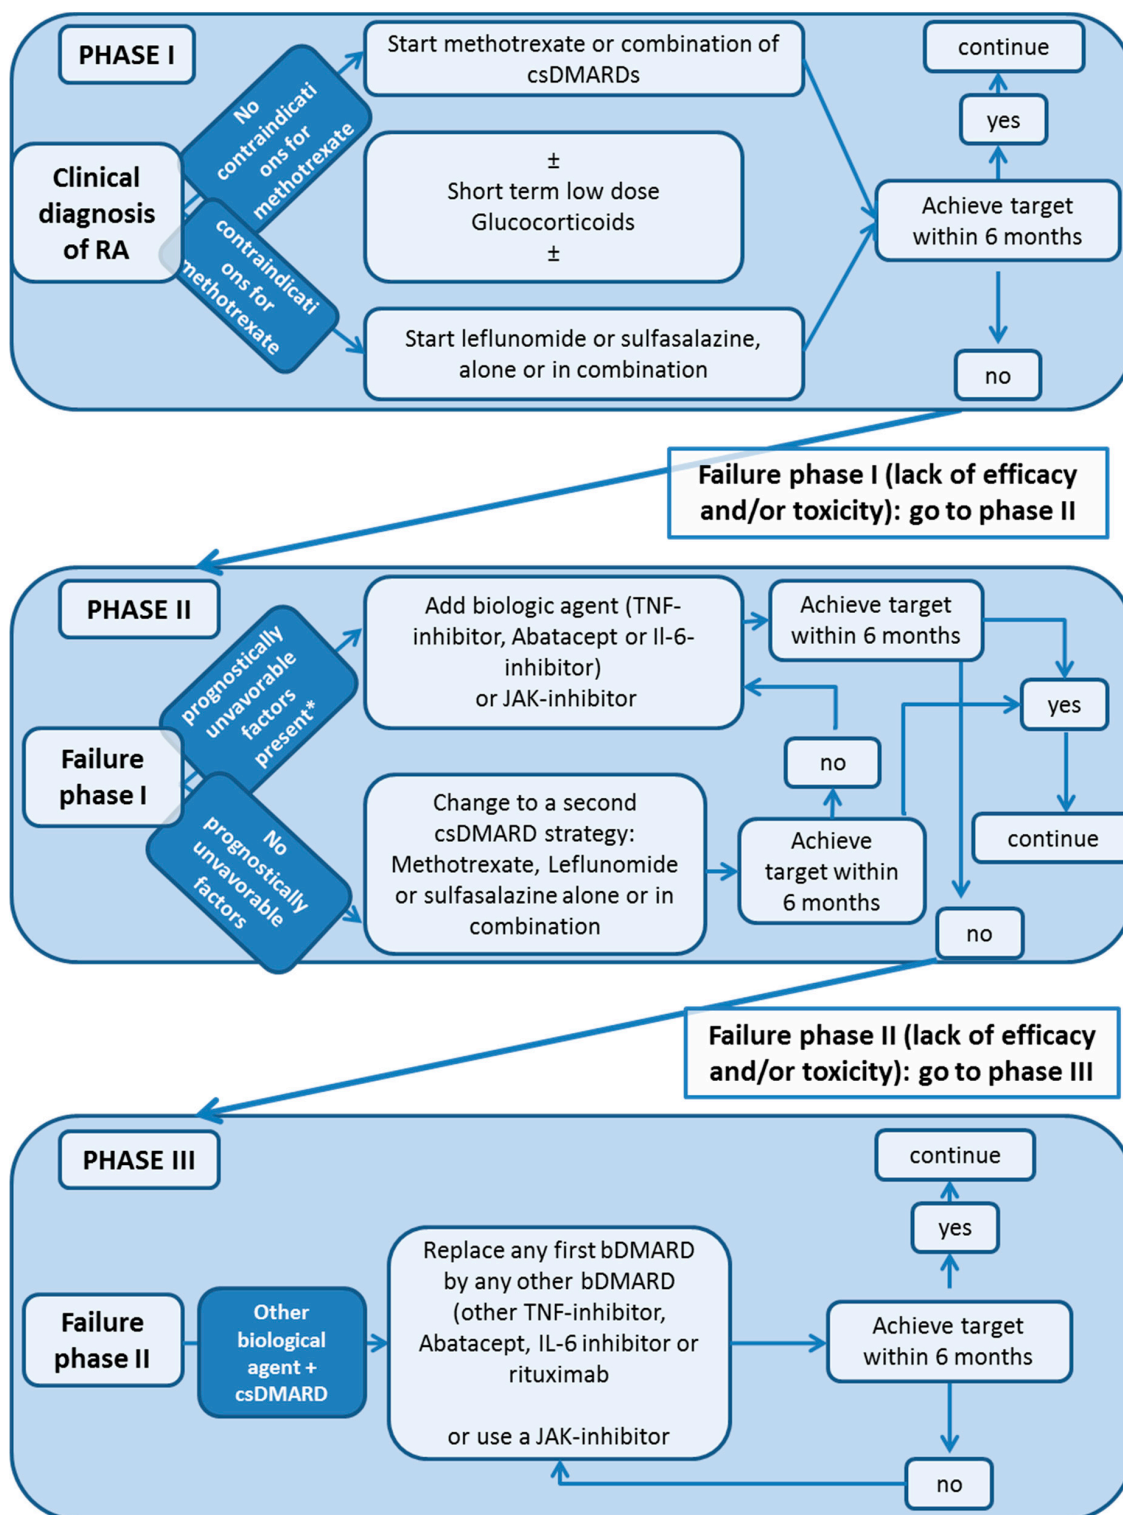 PHASE I
No
contraindicati
ons for
methotrexate
Start methotrexate or combination of
csDMARDs
continue
yes
Clinical
diagnosis
of RA
±
Short term low dose
Glucocorticoids
±
Achieve target
within 6 months
contraindicati
ons for
methotrexate
Start leflunomide or sulfasalazine,
alone or in combination
no
Failure phase I (lack of efficacy
and/or toxicity): go to phase II
PHASE II
prognostically
unvavorable
factors
present*
Add biologic agent (TNF-
inhibitor, Abatacept or Il-6-
inhibitor)
or JAK-inhibitor
Achieve target
within 6 months
yes
Failure
phase I
no
No
prognostically
unvavorable
factors
Change to a second
csDMARD strategy:
Methotrexate, Leflunomide
or sulfasalazine alone or in
combination
Achieve
target within
6 months
continue
no
Failure phase II (lack of efficacy
and/or toxicity): go to phase III
PHASE III
continue
yes
Failure
phase II
Other
biological
agent +
csDMARD
Replace any first bDMARD
by any other bDMARD
(other TNF-inhibitor,
Abatacept, IL-6 inhibitor or
rituximab
or use a JAK-inhibitor
Achieve target
within 6 months
no